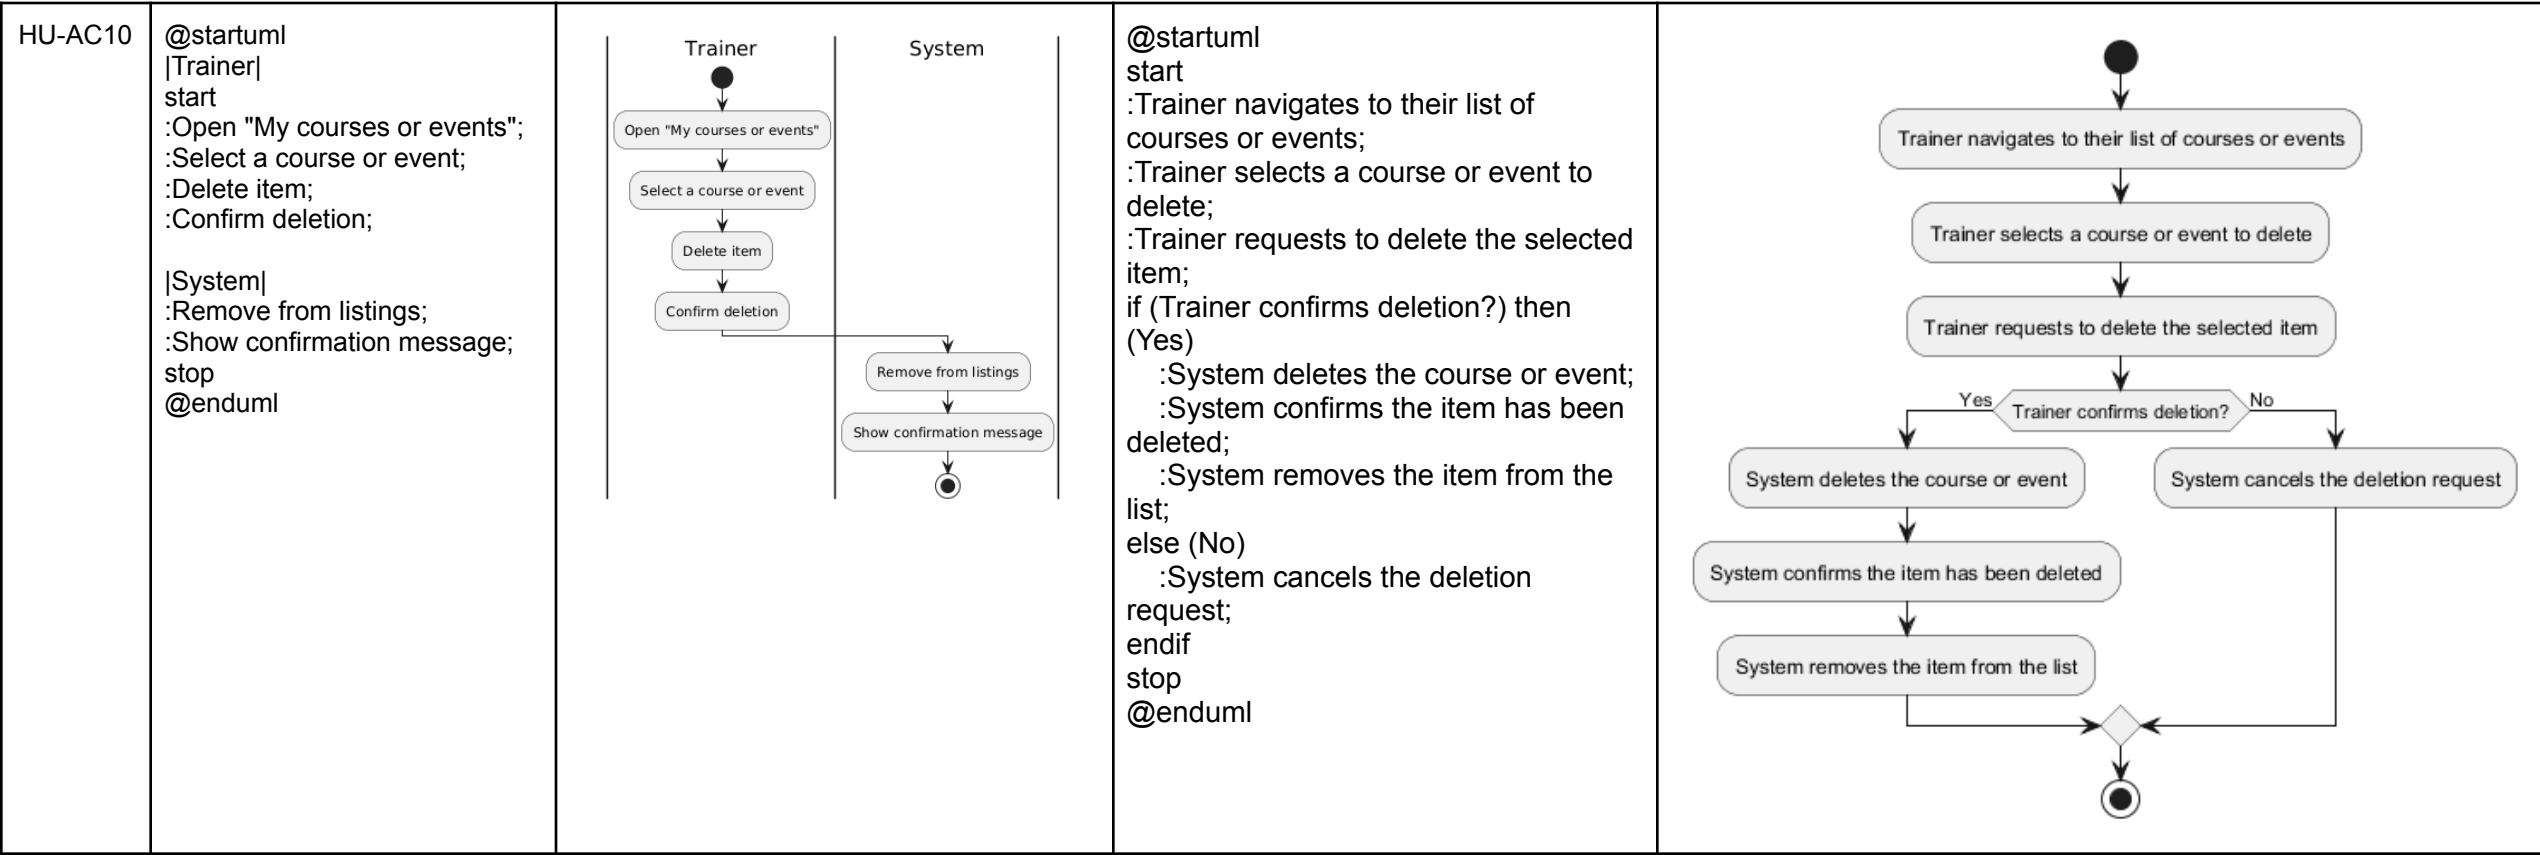 HU-AC10
@startuml
|Trainer|
start
:Open "My courses or events";
:Select a course or event;
:Delete item;
:Confirm deletion;
|System|
:Remove from listings;
:Show confirmation message;
stop
@enduml
Trainer
System
Open "My courses or events"
Select a course or event
Delete item
Confirm deletion
Remove from listings
Show confirmation message
@startuml
start
:Trainer navigates to their list of
courses or events;
:Trainer selects a course or event to
delete;
:Trainer requests to delete the selected
item;
if (Trainer confirms deletion?) then
(Yes)
:System deletes the course or event;
:System confirms the item has been
deleted;
:System removes the item from the
list;
else (No)
:System cancels the deletion
request;
endif
stop
@enduml
Trainer navigates to their list of courses or events
Trainer selects a course or event to delete
Trainer requests to delete the selected item
Yes
Trainer confirms deletion?
No
System deletes the course or event
System cancels the deletion request
System confirms the item has been deleted
System removes the item from the list